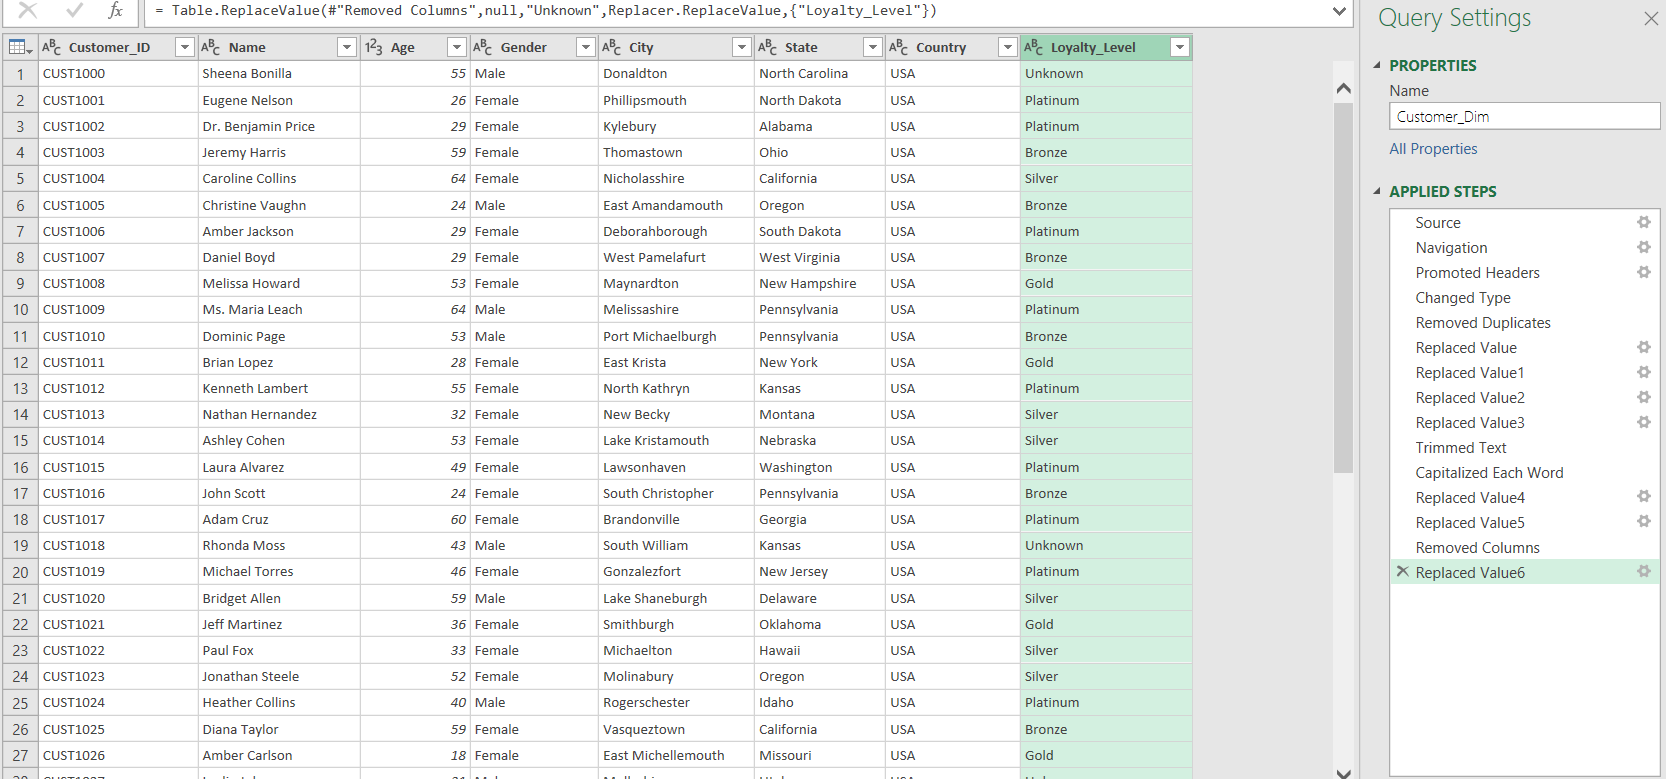 fx = Table.ReplaceValue(#"Removed Columns",null,"Unknown",Replacer.ReplaceValue,{"Loyalty_Level"})
ABC Customer_ID ABC Name 123 Age ABC Gender ABC City ABC State ABC Country ABC Loyalty_Level
1 CUST1000 Sheena Bonilla 55 Male Donaldton North Carolina USA Unknown
2 CUST1001 Eugene Nelson 26 Female Phillipsmouth North Dakota USA Platinum
3 CUST1002 Dr. Benjamin Price 29 Female Kylebury Alabama USA Platinum
4 CUST1003 Jeremy Harris 59 Female Thomastown Ohio USA Bronze
5 CUST1004 Caroline Collins 64 Female Nicholasshire California USA Silver
6 CUST1005 Christine Vaughn 24 Male East Amandamouth Oregon USA Bronze
7 CUST1006 Amber Jackson 29 Female Deborahborough South Dakota USA Platinum
8 CUST1007 Daniel Boyd 29 Female West Pamelafurt West Virginia USA Bronze
9 CUST1008 Melissa Howard 53 Female Maynardton New Hampshire USA Gold
10 CUST1009 Ms. Maria Leach 64 Male Melissashire Pennsylvania USA Platinum
11 CUST1010 Dominic Page 53 Male Port Michaelburgh Pennsylvania USA Bronze
12 CUST1011 Brian Lopez 28 Female East Krista New York USA Gold
13 CUST1012 Kenneth Lambert 55 Female North Kathryn Kansas USA Platinum
14 CUST1013 Nathan Hernandez 32 Female New Becky Montana USA Silver
15 CUST1014 Ashley Cohen 53 Female Lake Kristamouth Nebraska USA Silver
16 CUST1015 Laura Alvarez 49 Female Lawsonhaven Washington USA Platinum
17 CUST1016 John Scott 24 Female South Christopher Pennsylvania USA Bronze
18 CUST1017 Adam Cruz 60 Female Brandonville Georgia USA Platinum
19 CUST1018 Rhonda Moss 43 Male South William Kansas USA Unknown
20 CUST1019 Michael Torres 46 Female Gonzalezfort New Jersey USA Platinum
21 CUST1020 Bridget Allen 59 Male Lake Shaneburgh Delaware USA Silver
22 CUST1021 Jeff Martinez 36 Female Smithburgh Oklahoma USA Gold
23 CUST1022 Paul Fox 33 Female Michaelton Hawaii USA Silver
24 CUST1023 Jonathan Steele 52 Female Molinabury Oregon USA Silver
25 CUST1024 Heather Collins 40 Male Rogerschester Idaho USA Platinum
26 CUST1025 Diana Taylor 59 Female Vasqueztown California USA Bronze
27 CUST1026 Amber Carlson 18 Female East Michellemouth Missouri USA Gold
Query Settings
PROPERTIES
Name
Customer_Dim
All Properties
APPLIED STEPS
Source
Navigation
Promoted Headers
Changed Type
Removed Duplicates
Replaced Value
Replaced Value1
Replaced Value2
Replaced Value3
Trimmed Text
Capitalized Each Word
Replaced Value4
Replaced Value5
Removed Columns
Replaced Value6